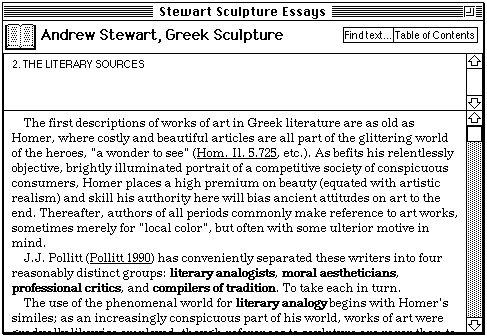 Stewart Sculpture Essays
Andrew Stewart, Greek Sculpture
Find text...
Table of Contents
2. THE LITERARY SOURCES
The first descriptions of works of art in Greek literature are as old as
Homer, where costly and beautiful articles are all part of the glittering world
of the heroes, "a wonder to see" (Hom. Il. 5.725, etc.). As befits his relentlessly
objective, brightly illuminated portrait of a competitive society of conspicuous
consumers, Homer places a high premium on beauty (equated with artistic
realism) and skill his authority here will bias ancient attitudes on art to the
end. Thereafter, authors of all periods commonly make reference to art works,
sometimes merely for "local color", but often with some ulterior motive in
mind.
J.J. Pollitt (Pollitt 1990) has conveniently separated these writers into four
reasonably distinct groups: literary analogists, moral aestheticians,
professional critics, and compilers of tradition. To take each in turn.
The use of the phenomenal world for literary analogy begins with Homer's
similes; as an increasingly conspicuous part of his world, works of art were